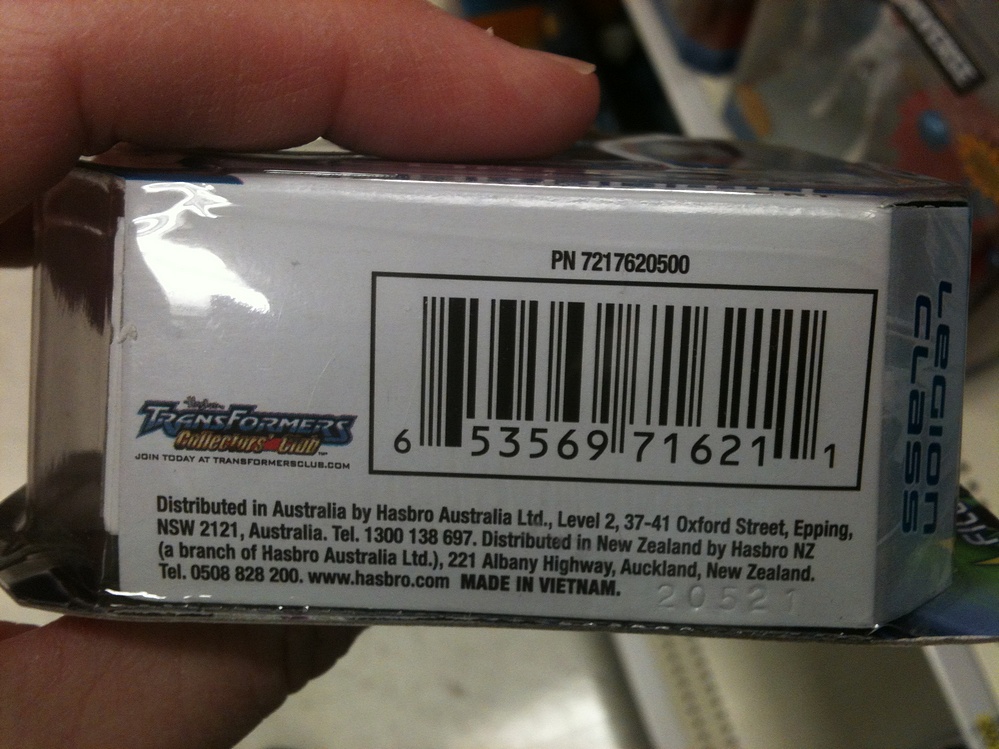 PN 7217620500
6 53569 71621 1
Hasbro
TRANSFORMERS
Collectors' Club™
JOIN TODAY AT TRANSFORMERSCLUB.COM
Distributed in Australia by Hasbro Australia Ltd., Level 2, 37-41 Oxford Street, Epping,
NSW 2121, Australia. Tel. 1300 138 697. Distributed in New Zealand by Hasbro NZ
(a branch of Hasbro Australia Ltd.), 221 Albany Highway, Auckland, New Zealand.
Tel. 0508 828 200. www.hasbro.com MADE IN VIETNAM.
20521
LEGION
CLASS